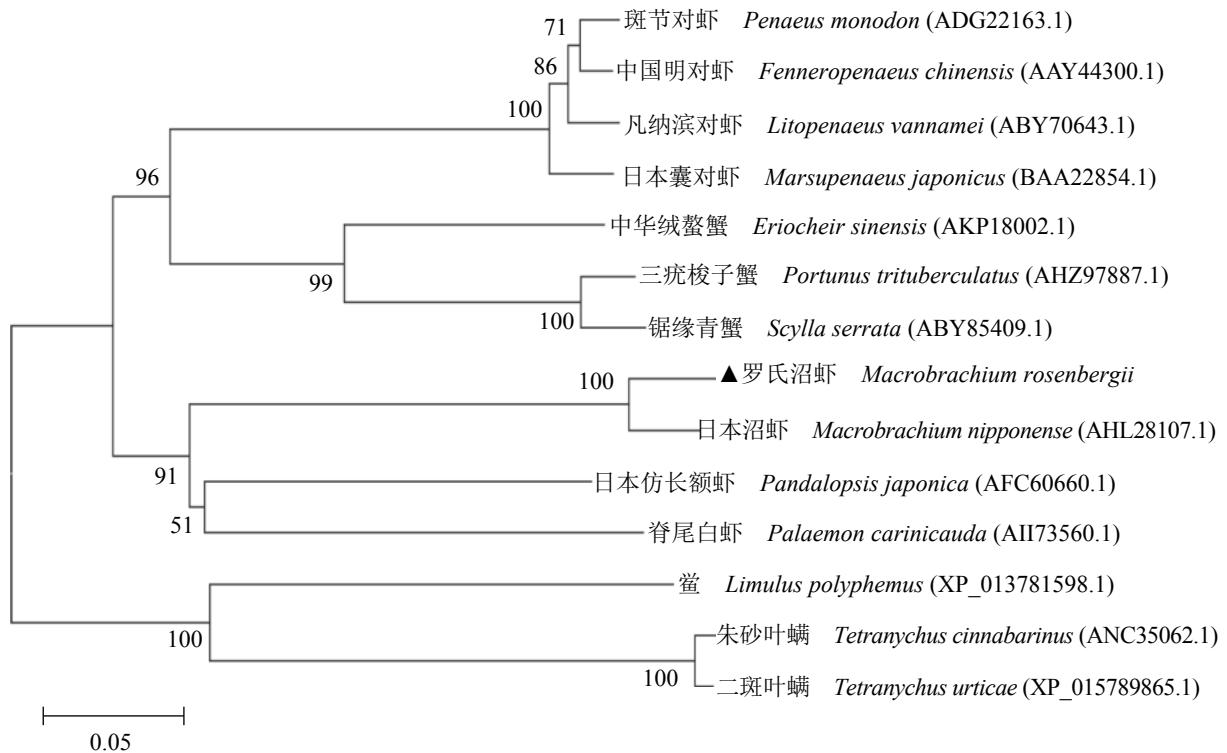 71
斑节对虾 Penaeus monodon (ADG22163.1)
86
中国明对虾 Fenneropenaeus chinensis (AAY44300.1)
100
凡纳滨对虾 Litopenaeus vannamei (ABY70643.1)
96
日本囊对虾 Marsupenaeus japonicus (BAA22854.1)
中华绒螯蟹 Eriocheir sinensis (AKP18002.1)
99
三疣梭子蟹 Portunus trituberculatus (AHZ97887.1)
100
锯缘青蟹 Scylla serrata (ABY85409.1)
100
▲罗氏沼虾 Macrobrachium rosenbergii
日本沼虾 Macrobrachium nipponense (AHL28107.1)
91
日本仿长额虾 Pandalopsis japonica (AFC60660.1)
51
脊尾白虾 Palaemon carinicauda (AII73560.1)
鲎 Limulus polyphemus (XP_013781598.1)
100
朱砂叶螨 Tetranychus cinnabarinus (ANC35062.1)
100
二斑叶螨 Tetranychus urticae (XP_015789865.1)
0.05